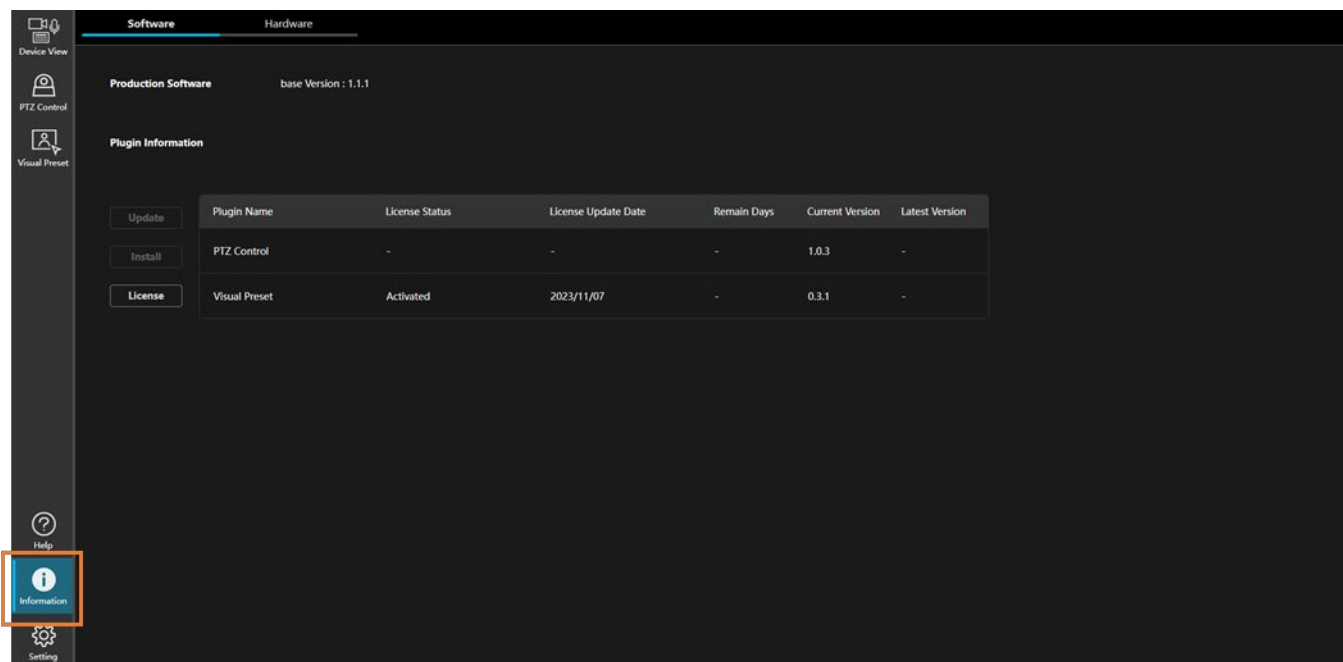 Device View
PTZ Control
Visual Preset
Help
Information
Setting
Software Hardware
Production Software base Version : 1.1.1
Plugin Information
Update
Install
License
Plugin Name License Status License Update Date Remain Days Current Version Latest Version
PTZ Control - - - 1.0.3 -
Visual Preset Activated 2023/11/07 - 0.3.1 -